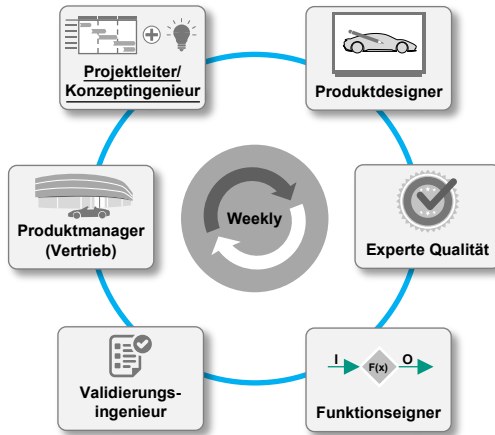 Projektleiter/
Konzeptingenieur
Produktdesigner
Produktmanager
(Vertrieb)
Weekly
Experte Qualität
Validierungs-
ingenieur
I
F(x)
O
Funktionseigner